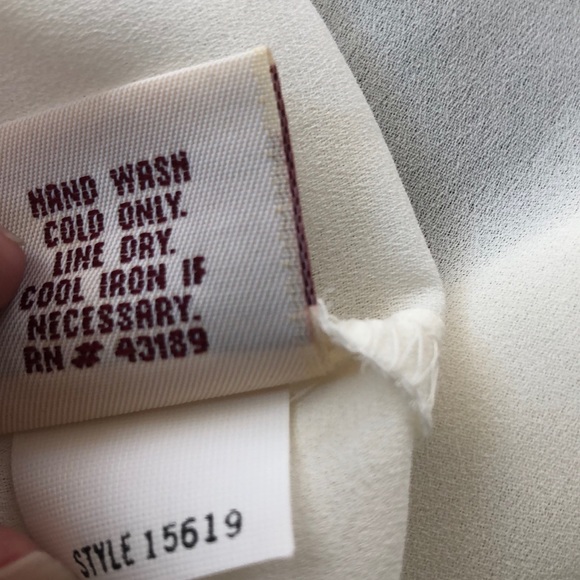 HAND WASH
COLD ONLY.
LINE DRY.
COOL IRON IF
NECESSARY.
RN # 43189
STYLE 15619